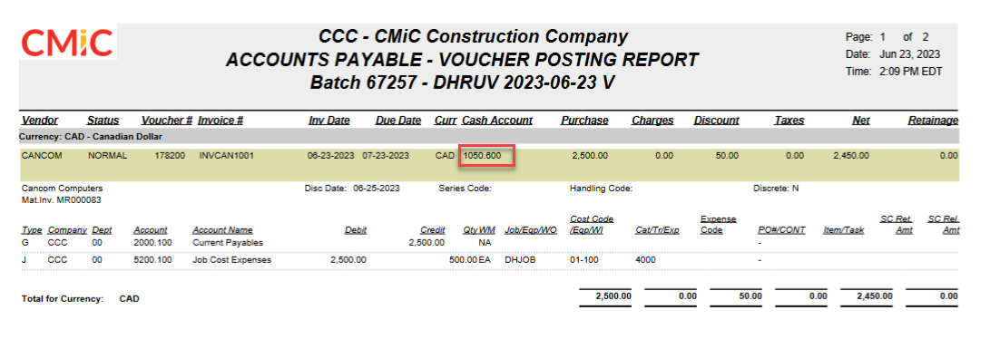 CMiC
CCC - CMiC Construction Company
ACCOUNTS PAYABLE - VOUCHER POSTING REPORT
Batch 67257 - DHRUV 2023-06-23 V
Page: 1 of 2
Date: Jun 23, 2023
Time: 2:09 PM EDT
Vendor Status Voucher # Invoice # Inv Date Due Date Curr Cash Account Purchase Charges Discount Taxes Net Retainage
Currency: CAD - Canadian Dollar
CANCOM NORMAL 178200 INVCAN1001 06-23-2023 07-23-2023 CAD 1050.600 2,500.00 0.00 50.00 0.00 2,450.00 0.00
Cancom Computers Disc Date: 06-25-2023 Series Code: Handling Code: Discrete: N
Mat.Inv. MR000083
Type Company Dept Account Account Name Debit Credit Qty WM Job/Eqp/WO Cost Code /Eqp/WI Cat/Tr/Exp Expense Code PO#/CONT Item/Task SC Ret. Amt SC Rel. Amt
G CCC 00 2000.100 Current Payables 2,500.00 NA -
J CCC 00 5200.100 Job Cost Expenses 2,500.00 500.00 EA DHJOB 01-100 4000 -
Total for Currency: CAD 2,500.00 0.00 50.00 0.00 2,450.00 0.00